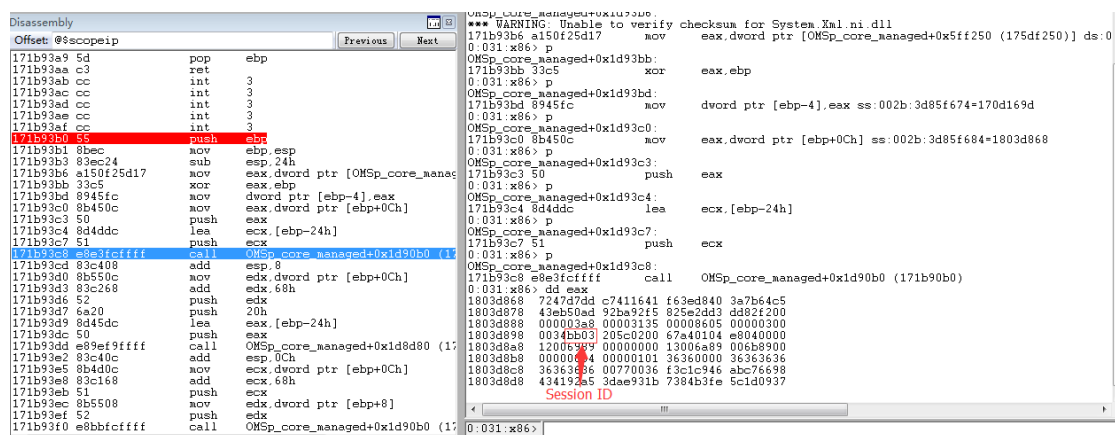 Disassembly
Offset: @$scopeip
Previous
Next
171b93a9 5d pop ebp
171b93aa c3 ret
171b93ab cc int 3
171b93ac cc int 3
171b93ad cc int 3
171b93ae cc int 3
171b93af cc int 3
171b93b0 55 push ebp
171b93b1 8bec mov ebp,esp
171b93b3 83ec24 sub esp,24h
171b93b6 a150f25d17 mov eax,dword ptr [OMSp_core_manag
171b93bb 33c5 xor eax,ebp
171b93bd 8945fc mov dword ptr [ebp-4],eax
171b93c0 8b450c mov eax,dword ptr [ebp+0Ch]
171b93c3 50 push eax
171b93c4 8d4ddc lea ecx,[ebp-24h]
171b93c7 51 push ecx
171b93c8 e8e3fcffff call OMSp_core_managed+0x1d90b0 (17
171b93cd 83c408 add esp,8
171b93d0 8b550c mov edx,dword ptr [ebp+0Ch]
171b93d3 83c268 add edx,68h
171b93d6 52 push edx
171b93d7 6a20 push 20h
171b93d9 8d45dc lea eax,[ebp-24h]
171b93dc 50 push eax
171b93dd e89ef9ffff call OMSp_core_managed+0x1d8d80 (17
171b93e2 83c40c add esp,0Ch
171b93e5 8b4d0c mov ecx,dword ptr [ebp+0Ch]
171b93e8 83c168 add ecx,68h
171b93eb 51 push ecx
171b93ec 8b5508 mov edx,dword ptr [ebp+8]
171b93ef 52 push edx
171b93f0 e8bbfcffff call OMSp_core_managed+0x1d90b0 (17
OMSp_core_managed+0x1d93b6:
*** WARNING: Unable to verify checksum for System.Xml.ni.dll
171b93b6 a150f25d17 mov eax,dword ptr [OMSp_core_managed+0x5ff250 (175df250)] ds:0
0:031:x86> p
OMSp_core_managed+0x1d93bb:
171b93bb 33c5 xor eax,ebp
0:031:x86> p
OMSp_core_managed+0x1d93bd:
171b93bd 8945fc mov dword ptr [ebp-4],eax ss:002b:3d85f674=170d169d
0:031:x86> p
OMSp_core_managed+0x1d93c0:
171b93c0 8b450c mov eax,dword ptr [ebp+0Ch] ss:002b:3d85f684=1803d868
0:031:x86> p
OMSp_core_managed+0x1d93c3:
171b93c3 50 push eax
0:031:x86> p
OMSp_core_managed+0x1d93c4:
171b93c4 8d4ddc lea ecx,[ebp-24h]
0:031:x86> p
OMSp_core_managed+0x1d93c7:
171b93c7 51 push ecx
0:031:x86> p
OMSp_core_managed+0x1d93c8:
171b93c8 e8e3fcffff call OMSp_core_managed+0x1d90b0 (171b90b0)
0:031:x86> dd eax
1803d868 7247d7dd c7411641 f63ed840 3a7b64c5
1803d878 43eb50ad 92ba92f5 825e2dd3 dd82f200
1803d888 000003a8 00003135 00008605 00000300
1803d898 0034bb03 205c0200 67a40104 e8040000
1803d8a8 00000000 13006a89 006b8900
1803d8b8 00000101 36360000 36363636
1803d8c8 00770036 f3c1c946 abc76698
1803d8d8 3dae931b 7384b3fe 5c1d0937
Session ID
0:031:x86>